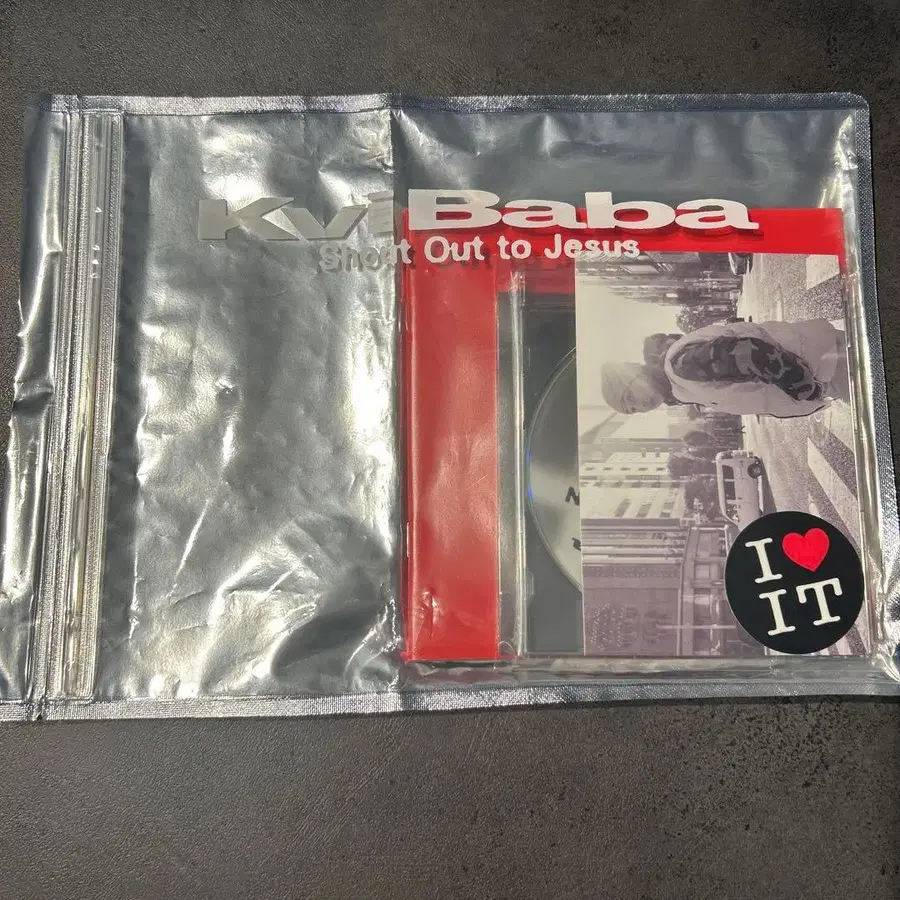 Kvi Baba
Shout Out to Jesus
I ❤
IT